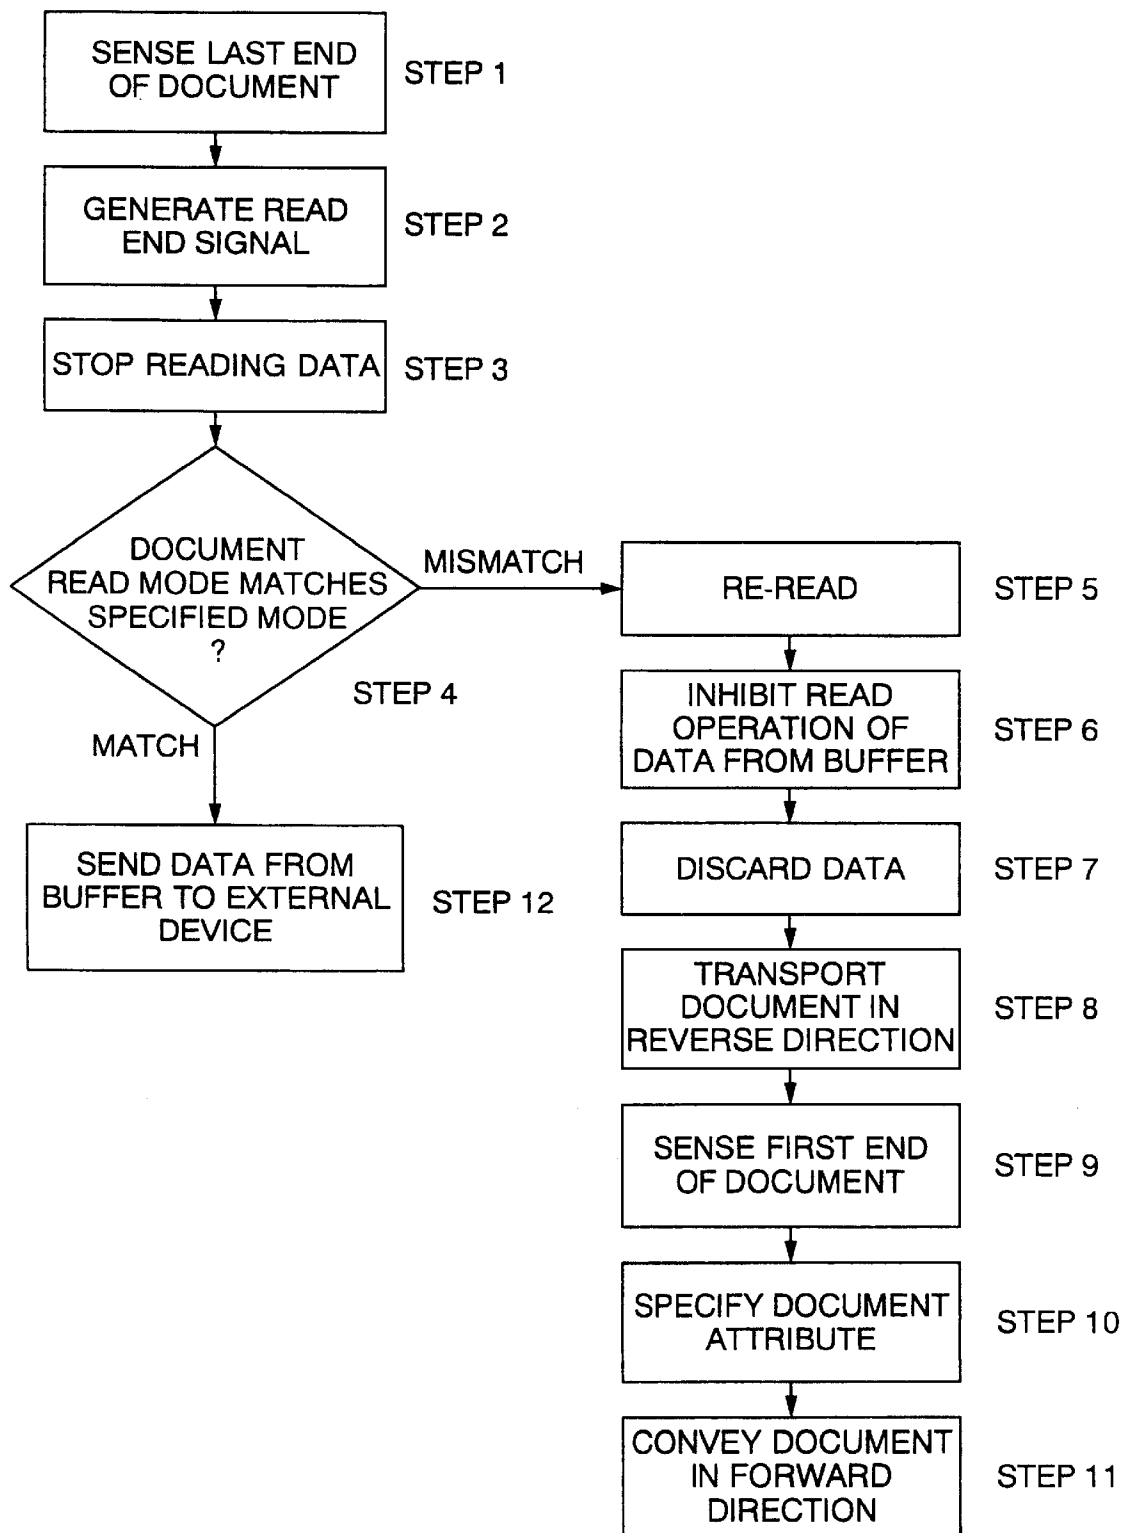 SENSE LAST END
OF DOCUMENT
STEP 1
GENERATE READ
END SIGNAL
STEP 2
STOP READING DATA
STEP 3
DOCUMENT
READ MODE MATCHES
SPECIFIED MODE
?
STEP 4
MISMATCH
MATCH
SEND DATA FROM
BUFFER TO EXTERNAL
DEVICE
STEP 12
RE-READ
STEP 5
INHIBIT READ
OPERATION OF
DATA FROM BUFFER
STEP 6
DISCARD DATA
STEP 7
TRANSPORT
DOCUMENT IN
REVERSE DIRECTION
STEP 8
SENSE FIRST END
OF DOCUMENT
STEP 9
SPECIFY DOCUMENT
ATTRIBUTE
STEP 10
CONVEY DOCUMENT
IN FORWARD
DIRECTION
STEP 11